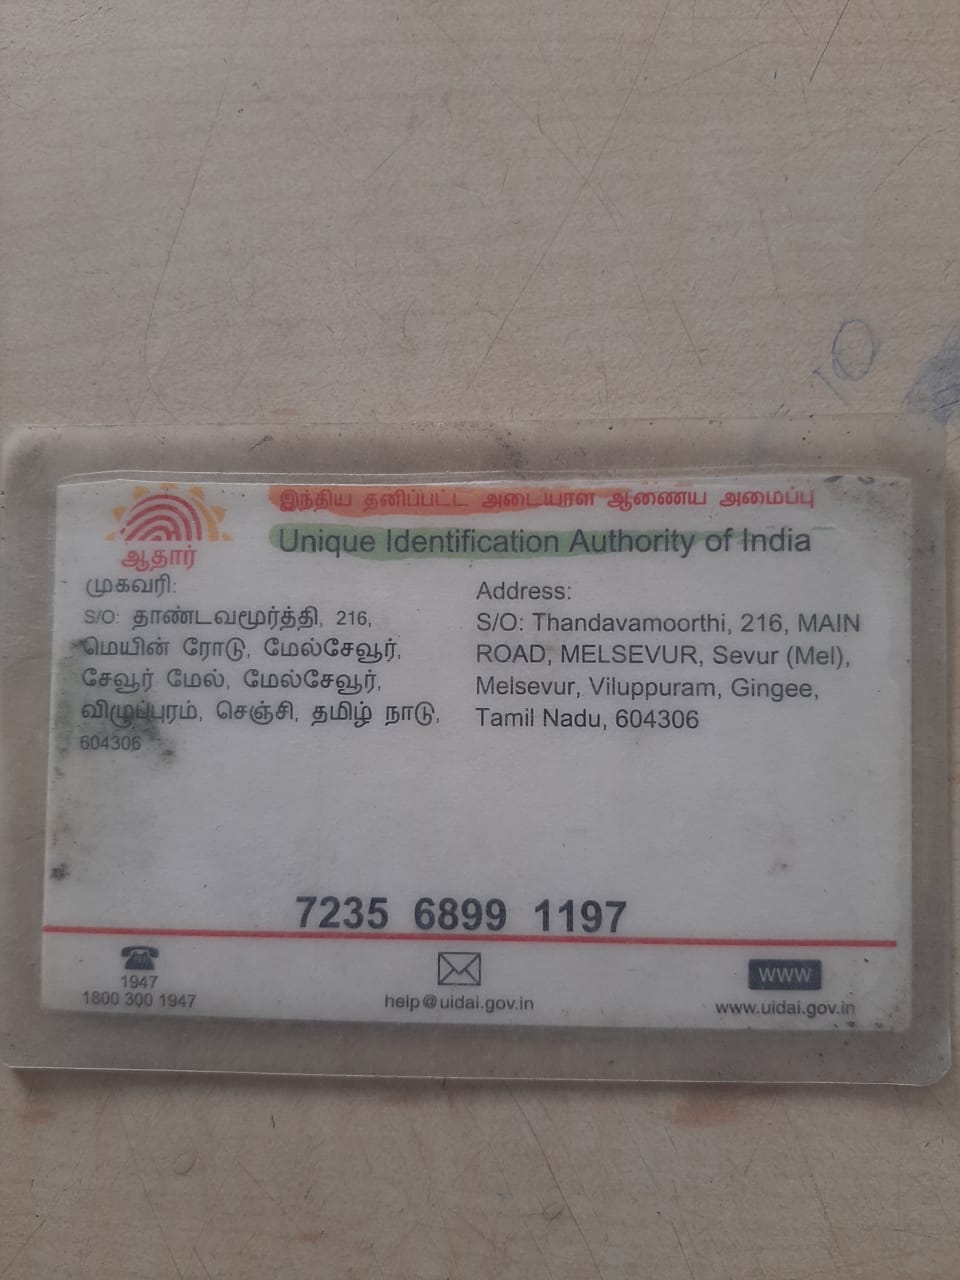 இந்திய தனிப்பட்ட அடையாள ஆணைய அமைப்பு
Unique Identification Authority of India
ஆதார்
முகவரி:
S/O: தாண்டவமூர்த்தி, 216,
மெயின் ரோடு, மேல்சேவூர்,
சேவூர் மேல், மேல்சேவூர்,
விழுப்புரம், செஞ்சி, தமிழ் நாடு,
604306
Address:
S/O: Thandavamoorthi, 216, MAIN
ROAD, MELSEVUR, Sevur (Mel),
Melsevur, Viluppuram, Gingee,
Tamil Nadu, 604306
7235 6899 1197
1947
1800 300 1947
help@uidai.gov.in
www
www.uidai.gov.in
10